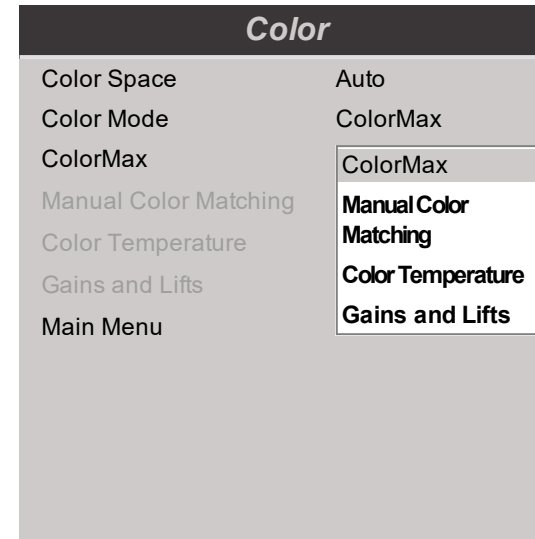 Color
Color Space Auto
Color Mode ColorMax
ColorMax ColorMax
Manual Color Matching Manual Color
Matching
Color Temperature Color Temperature
Gains and Lifts Gains and Lifts
Main Menu